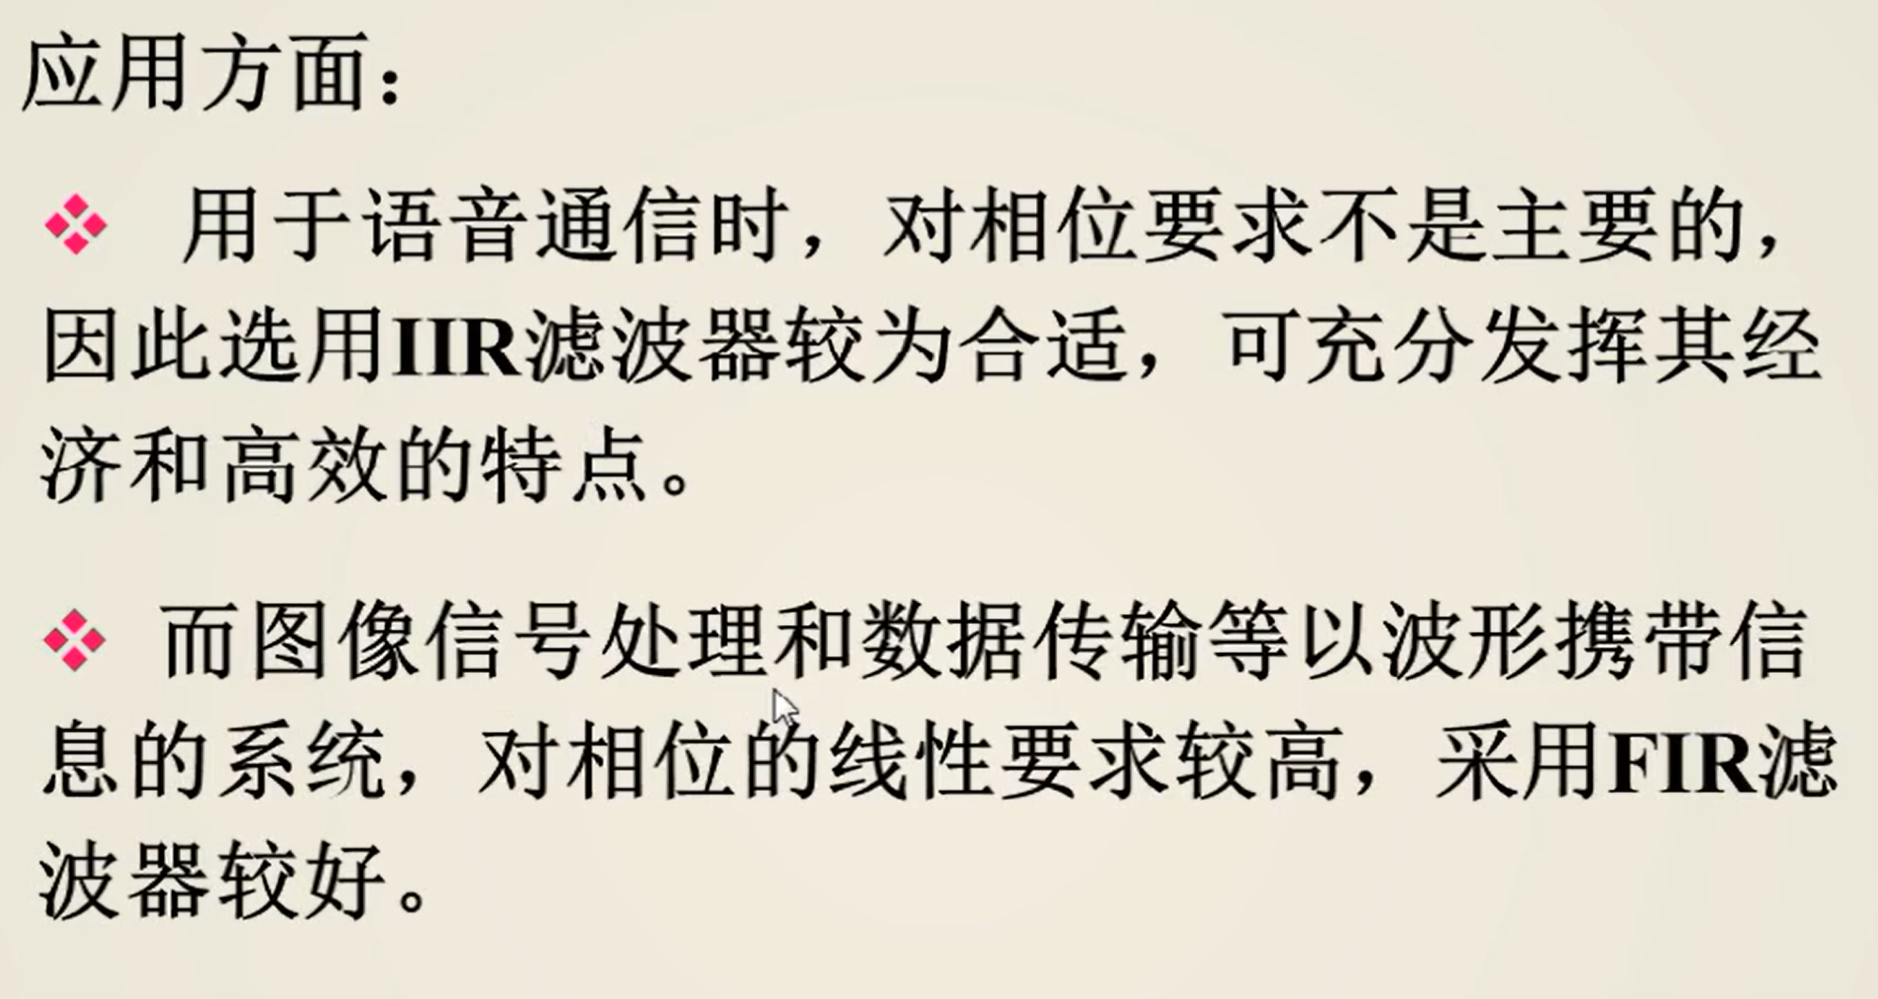 应用方面：
用于语音通信时，对相位要求不是主要的，
因此选用IIR滤波器较为合适，可充分发挥其经
济和高效的特点。
而图像信号处理和数据传输等以波形携带信
息的系统，对相位的线性要求较高，采用FIR滤
波器较好。